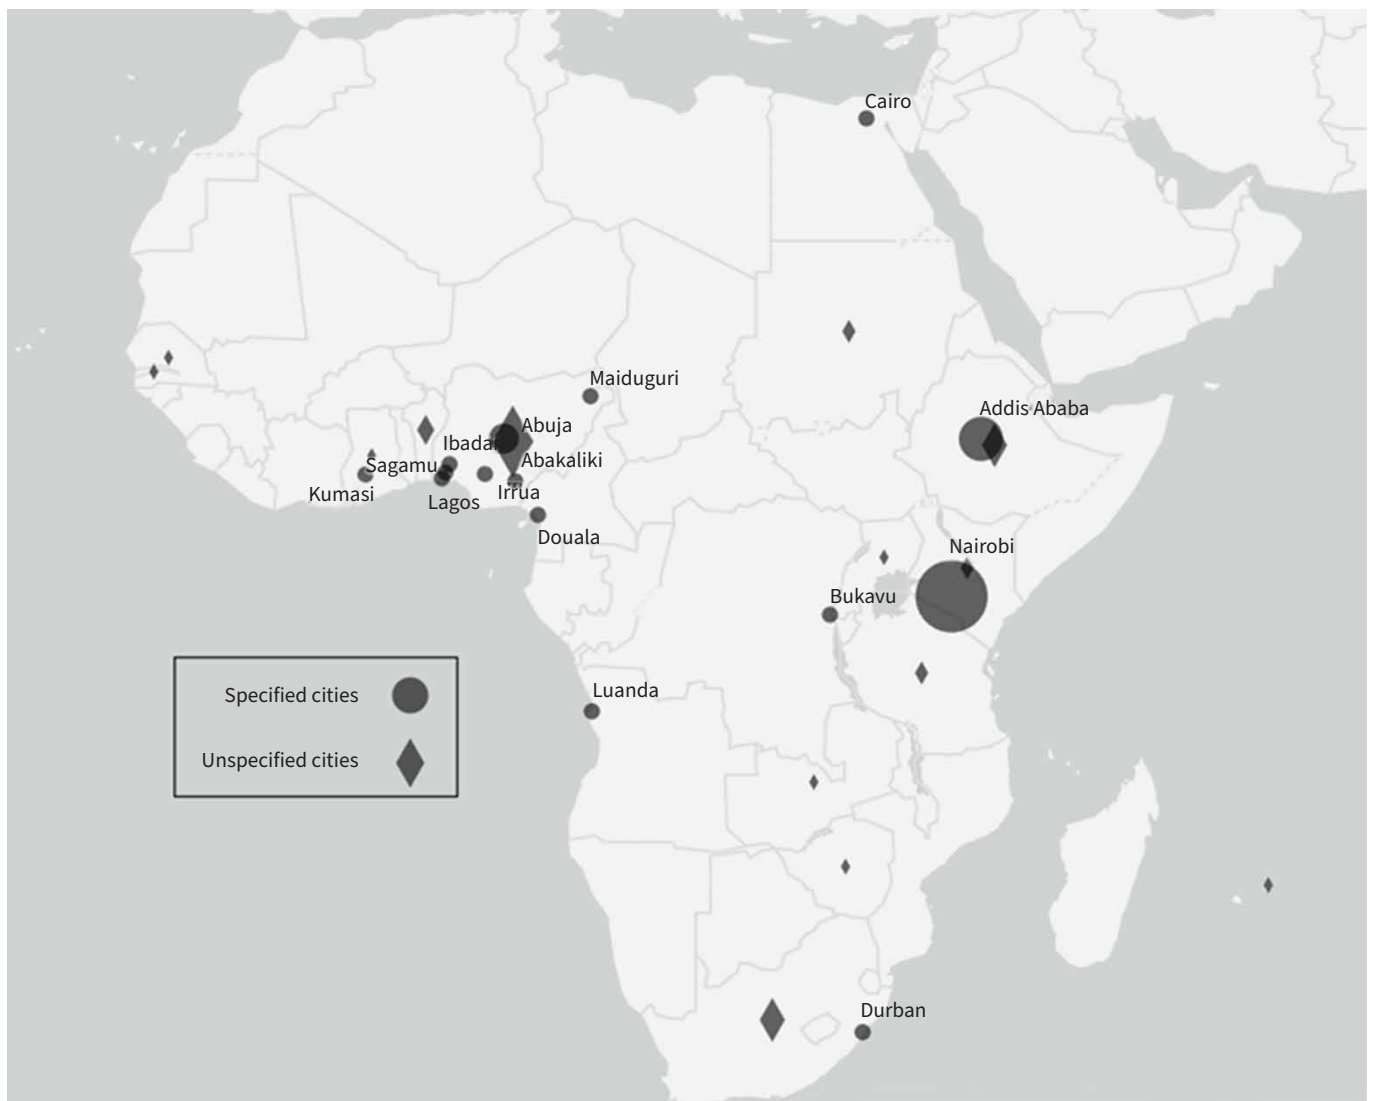 Cairo
Maiduguri
Addis Ababa
Abuja
Ibadan
Abakaliki
Sagamu
Kumasi
Irrua
Lagos
Douala
Nairobi
Bukavu
Luanda
Specified cities
Unspecified cities
Durban